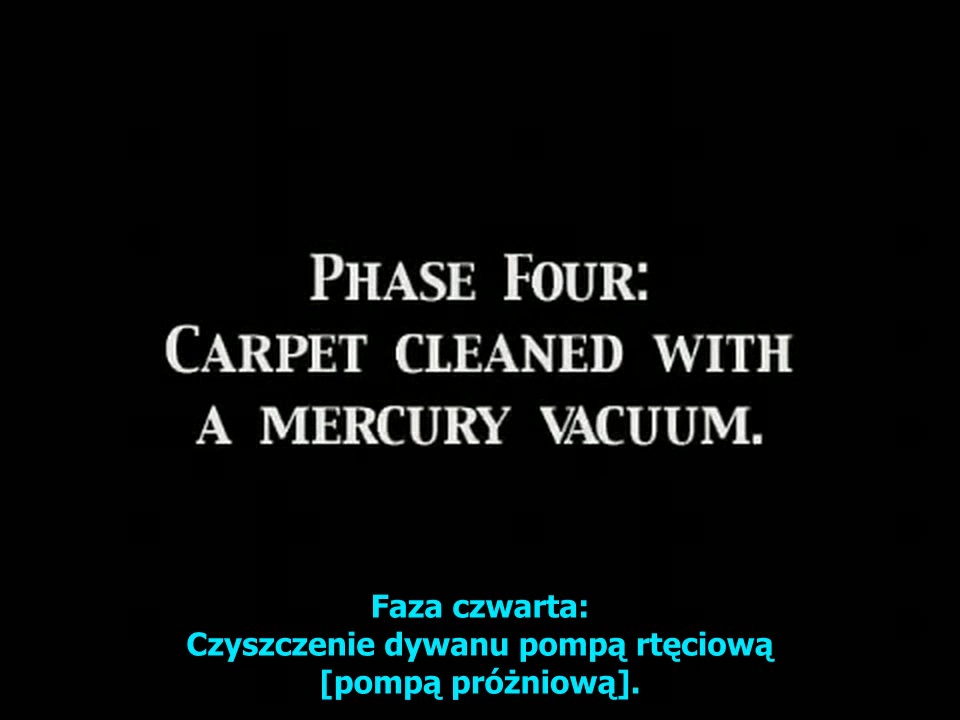 PHASE FOUR:
CARPET CLEANED WITH
A MERCURY VACUUM.
Faza czwarta:
Czyszczenie dywanu pompą rtęciową
[pompą próżniową].